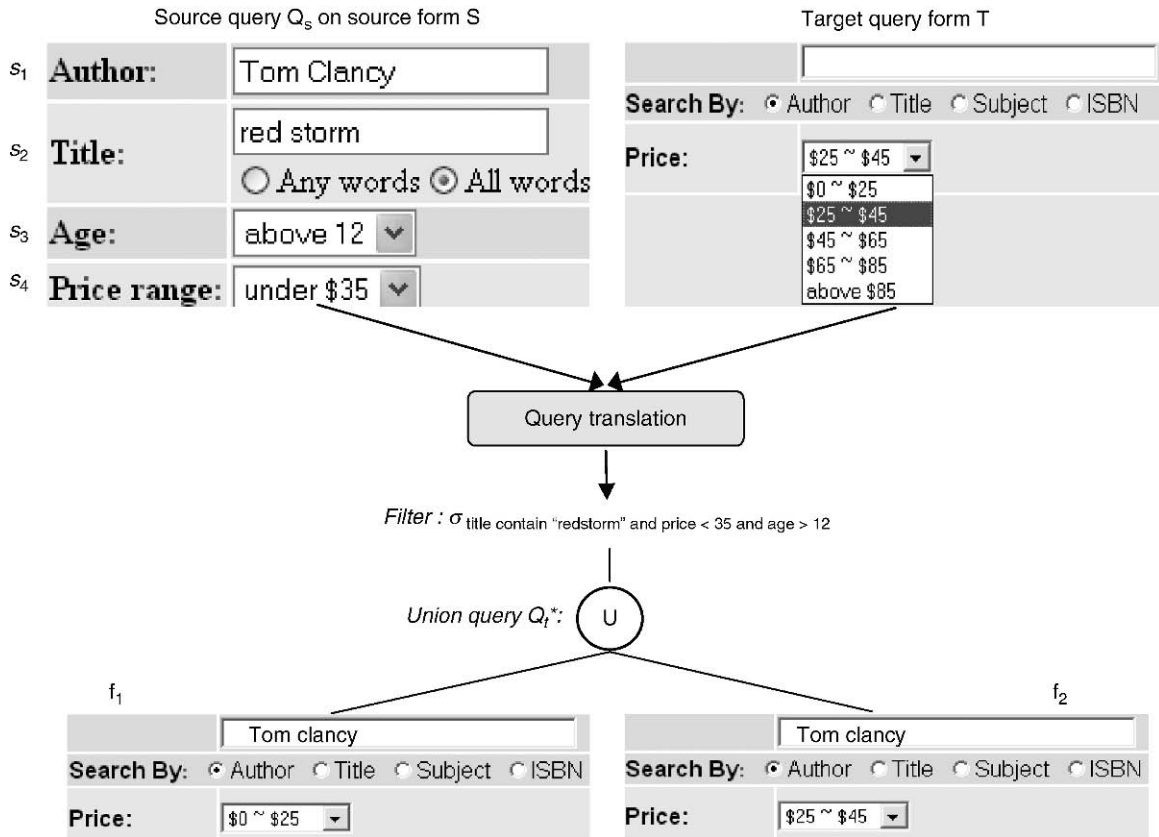 Source query Qs on source form S
s1 Author: Tom Clancy
s2 Title: red storm
Any words All words
s3 Age: above 12
s4 Price range: under $35
Target query form T
Search By: Author Title Subject ISBN
Price: $25 ~ $45
$0 ~ $25
$25 ~ $45
$45 ~ $65
$65 ~ $85
above $85
Query translation
Filter : σ title contain “redstorm” and price < 35 and age > 12
Union query Qt*: U
f1
Tom clancy
Search By: Author Title Subject ISBN
Price: $0 ~ $25
f2
Tom clancy
Search By: Author Title Subject ISBN
Price: $25 ~ $45